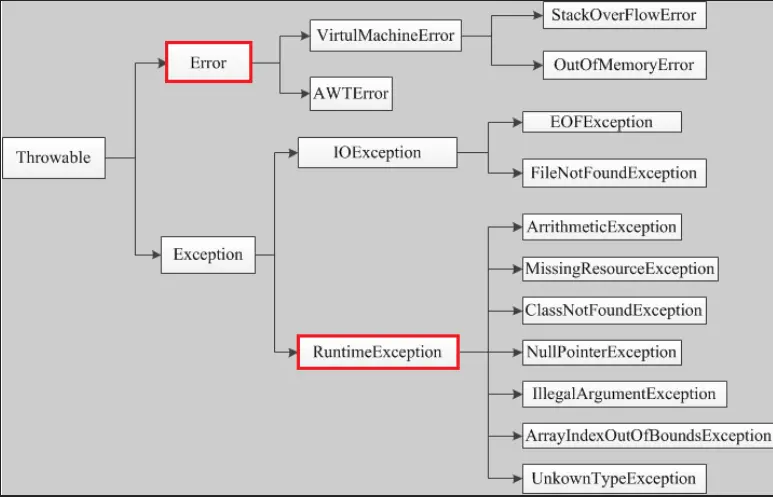 Throwable
Error
VirtulMachineError
StackOverFlowError
OutOfMemoryError
AWTError
Exception
IOException
EOFException
FileNotFoundException
RuntimeException
ArrithmeticException
MissingResourceException
ClassNotFoundException
NullPointerException
IllegalArgumentException
ArrayIndexOutOfBoundsException
UnkownTypeException